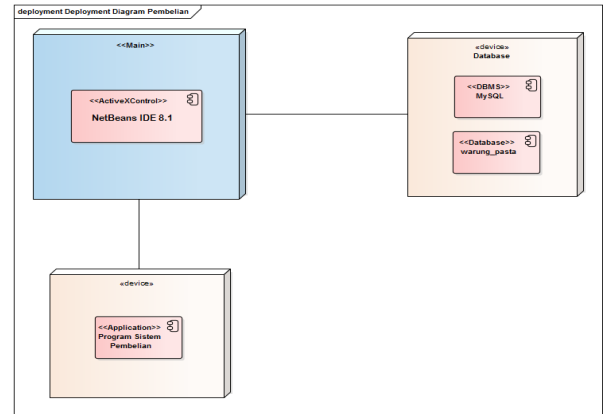 deployment Deployment Diagram Pembelian
<<Main>>
<<ActiveXControl>>
NetBeans IDE 8.1
«device»
Database
<<DBMS>>
MySQL
<<Database>>
warung_pasta
«device»
<<Application>>
Program Sistem
Pembelian